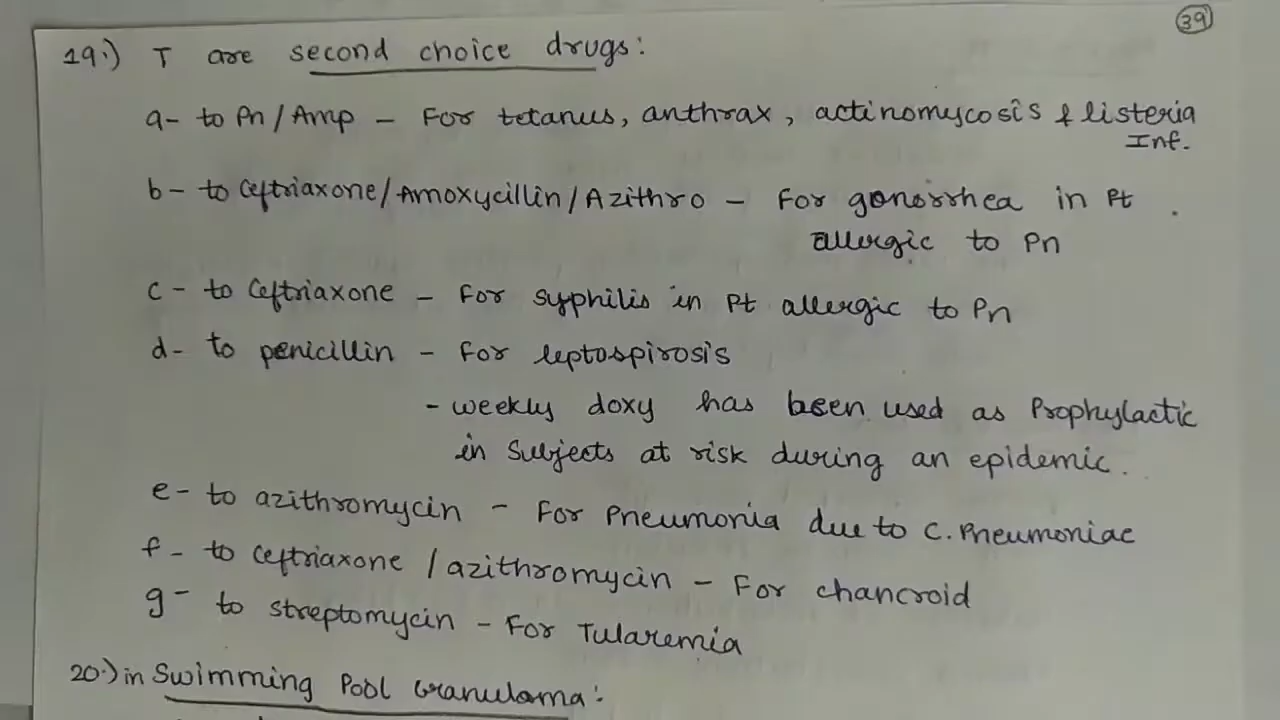 39
19.) T are second choice drugs:
a- to Pn/Amp - For tetanus, anthrax, actinomycosis & listeria
Inf.
b- to Ceftriaxone/Amoxycillin/Azithro - For gonorrhea in Pt
allergic to Pn
c- to Ceftriaxone - For syphilis in Pt allergic to Pn
d- to penicillin - For leptospirosis
- weekly doxy has been used as Prophylactic
in Subjects at risk during an epidemic.
e- to azithromycin - For Pneumonia due to C. Pneumoniae
f- to Ceftriaxone /azithromycin - For chancroid
g- to streptomycin - For Tularemia
20.) in Swimming Pool Granuloma: